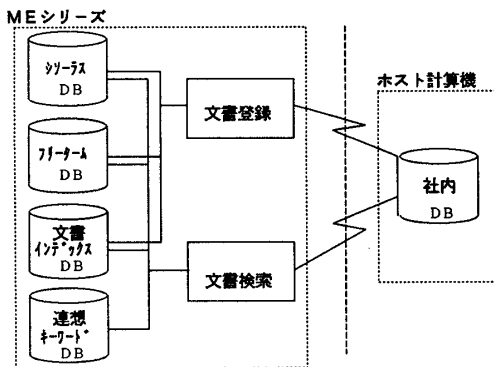 MEシリーズ
シソーラス
DB
フリーターム
DB
文書
インデックス
DB
連想
キーワード
DB
文書登録
文書検索
ホスト計算機
社内
DB